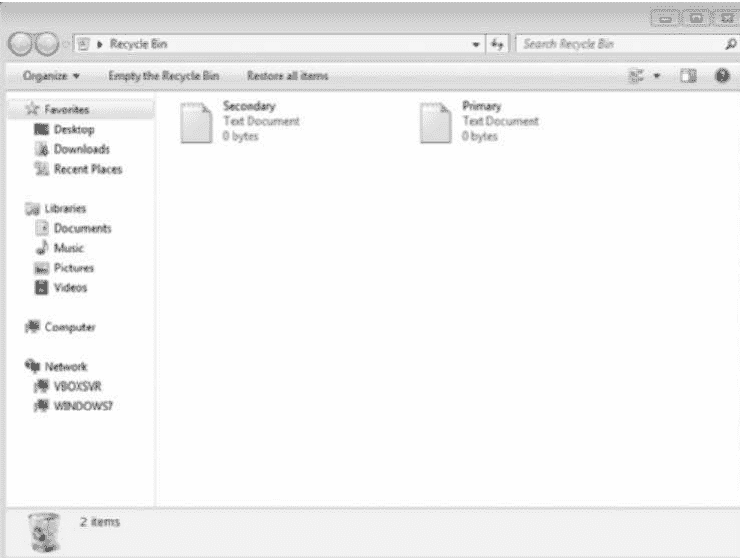 Recycle Bin
Search Recycle Bin
Organize Empty the Recycle Bin Restore all items
Favorites
Desktop
Downloads
Recent Places
Libraries
Documents
Music
Pictures
Videos
Computer
Network
VBOXSVR
WINDOWS7
Secondary
Text Document
0 bytes
Primary
Text Document
0 bytes
2 items